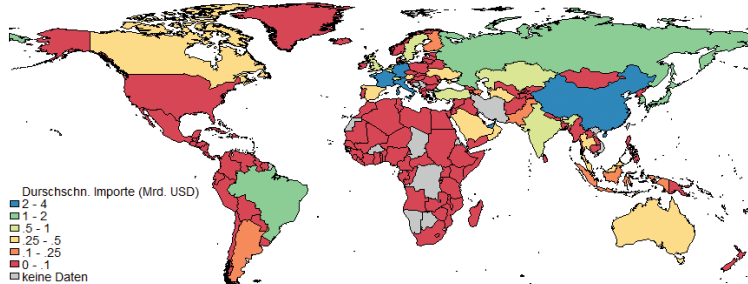 Durschschn. Importe (Mrd. USD)
2 - 4
1 - 2
.5 - 1
.25 - .5
.1 - .25
0 - .1
keine Daten